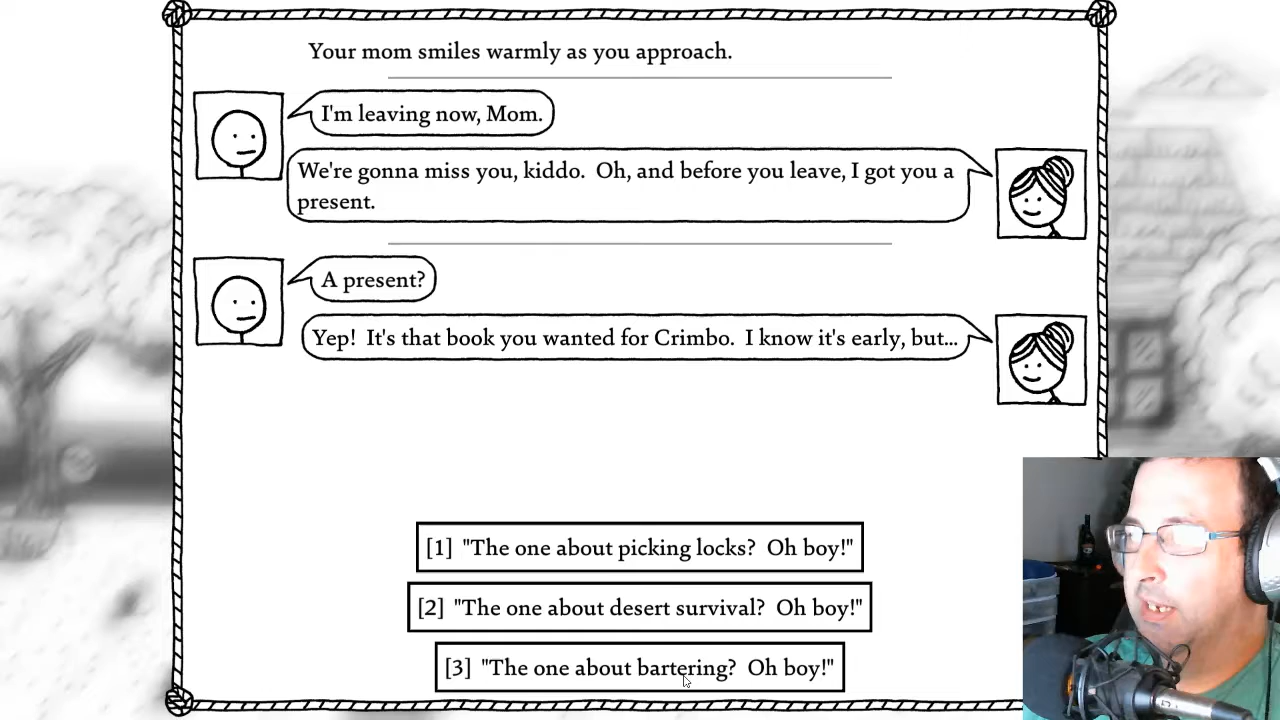 Your mom smiles warmly as you approach.
I'm leaving now, Mom.
We're gonna miss you, kiddo.  Oh, and before you leave, I got you a
present.
A present?
Yep!  It's that book you wanted for Crimbo.  I know it's early, but...
[1]  "The one about picking locks?  Oh boy!"
[2]  "The one about desert survival?  Oh boy!"
[3]  "The one about bartering?  Oh boy!"